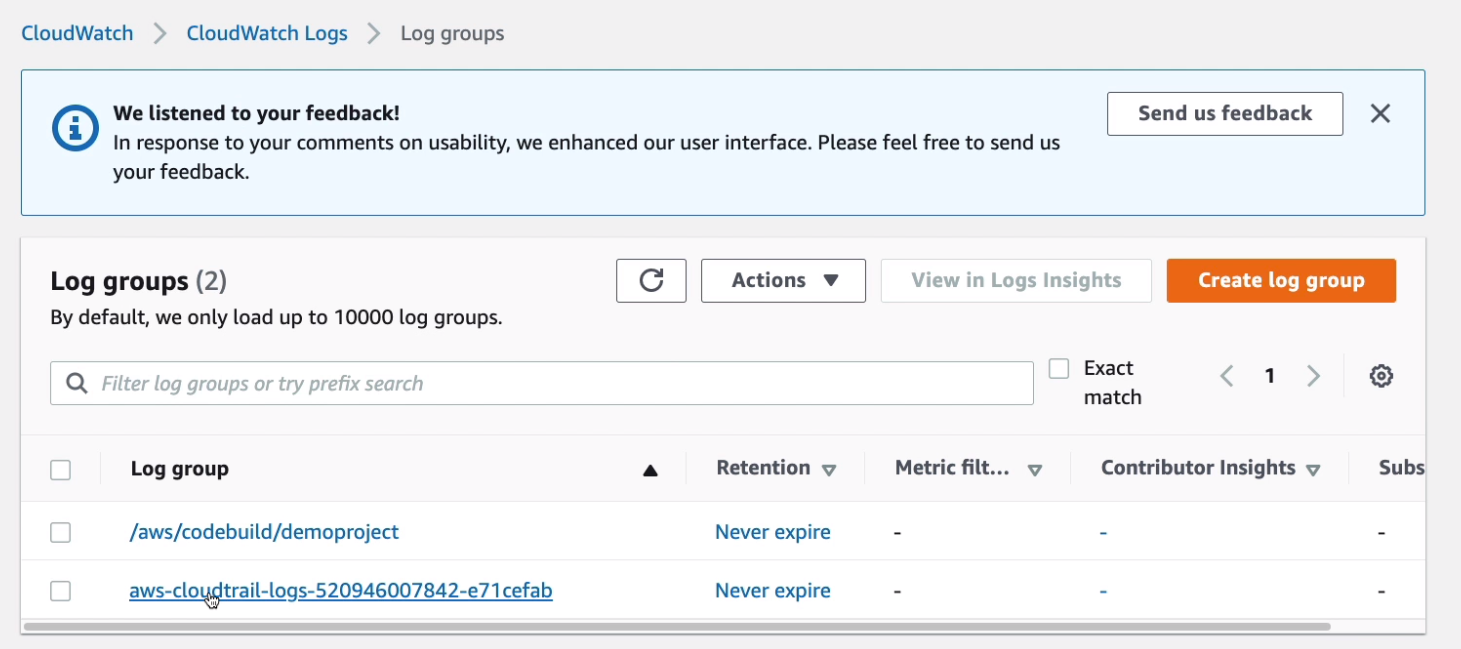 CloudWatch > CloudWatch Logs > Log groups
We listened to your feedback!
In response to your comments on usability, we enhanced our user interface. Please feel free to send us
your feedback.
Send us feedback
Log groups (2)
By default, we only load up to 10000 log groups.
Actions
View in Logs Insights
Create log group
Filter log groups or try prefix search
Exact
match
1
Log group Retention Metric filt... Contributor Insights Subs
/aws/codebuild/demoproject Never expire - - -
aws-cloudtrail-logs-520946007842-e71cefab Never expire - - -